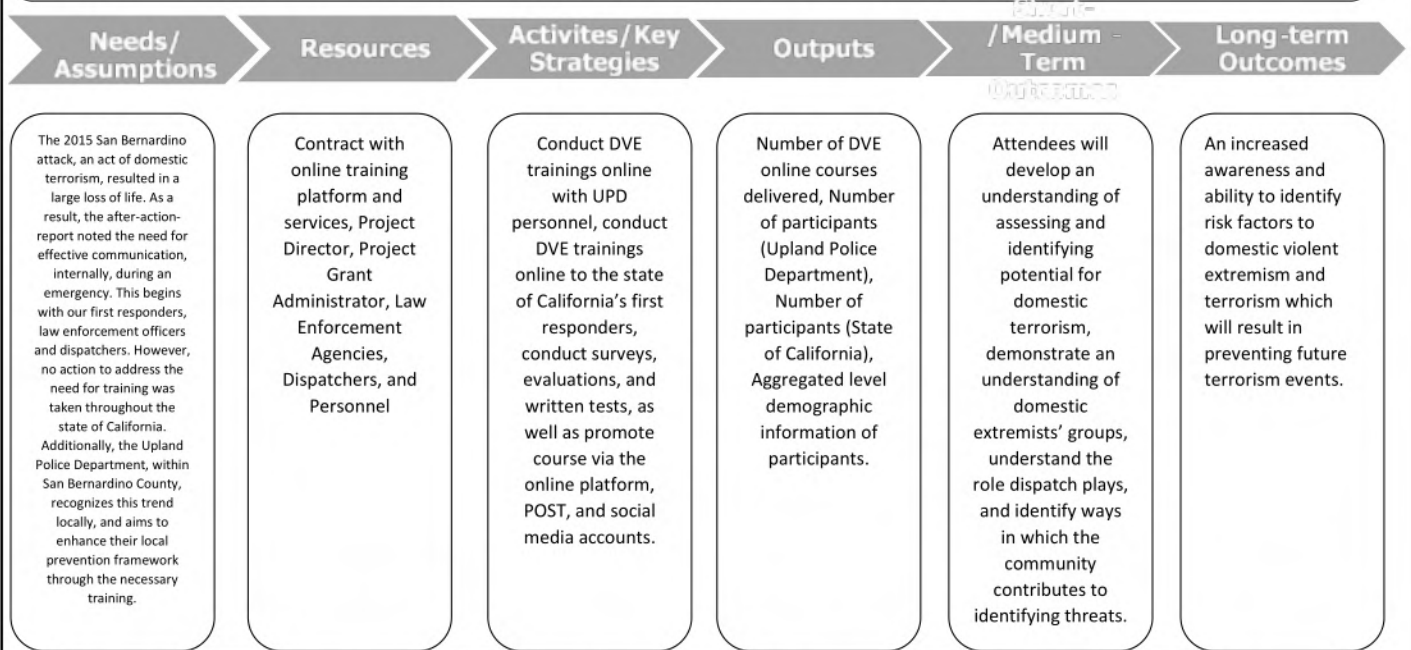 Needs/
Assumptions
Resources
Activites/Key
Strategies
Outputs
/Medium -
Term
Long-term
Outcomes
The 2015 San Bernardino
attack, an act of domestic
terrorism, resulted in a
large loss of life. As a
result, the after-action-
report noted the need for
effective communication,
internally, during an
emergency. This begins
with our first responders,
law enforcement officers
and dispatchers. However,
no action to address the
need for training was
taken throughout the
state of California.
Additionally, the Upland
Police Department, within
San Bernardino County,
recognizes this trend
locally, and aims to
enhance their local
prevention framework
through the necessary
training.
Contract with
online training
platform and
services, Project
Director, Project
Grant
Administrator, Law
Enforcement
Agencies,
Dispatchers, and
Personnel
Conduct DVE
trainings online
with UPD
personnel, conduct
DVE trainings
online to the state
of California's first
responders,
conduct surveys,
evaluations, and
written tests, as
well as promote
course via the
online platform,
POST, and social
media accounts.
Number of DVE
online courses
delivered, Number
of participants
(Upland Police
Department),
Number of
participants (State
of California),
Aggregated level
demographic
information of
participants.
Attendees will
develop an
understanding of
assessing and
identifying
potential for
domestic
terrorism,
demonstrate an
understanding of
domestic
extremists' groups,
understand the
role dispatch plays,
and identify ways
in which the
community
contributes to
identifying threats.
An increased
awareness and
ability to identify
risk factors to
domestic violent
extremism and
terrorism which
will result in
preventing future
terrorism events.